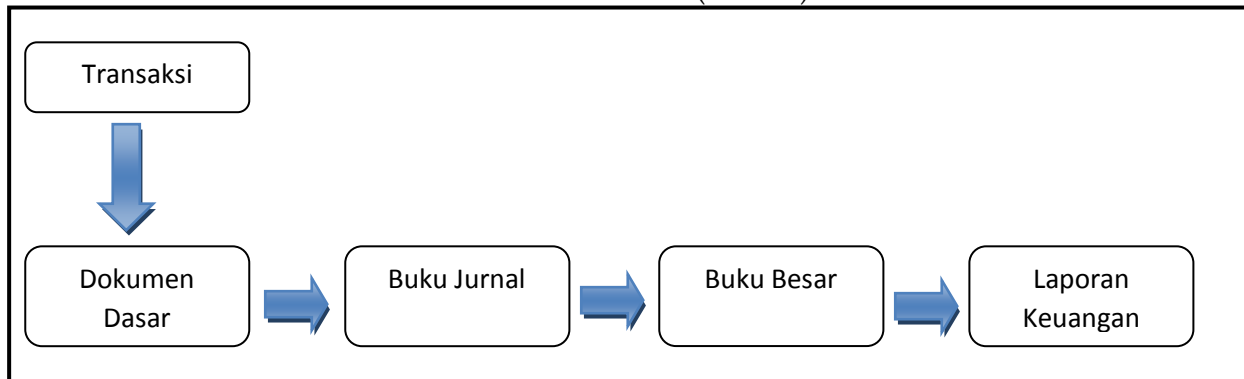 Transaksi
Dokumen
Dasar
Buku Jurnal
Buku Besar
Laporan
Keuangan